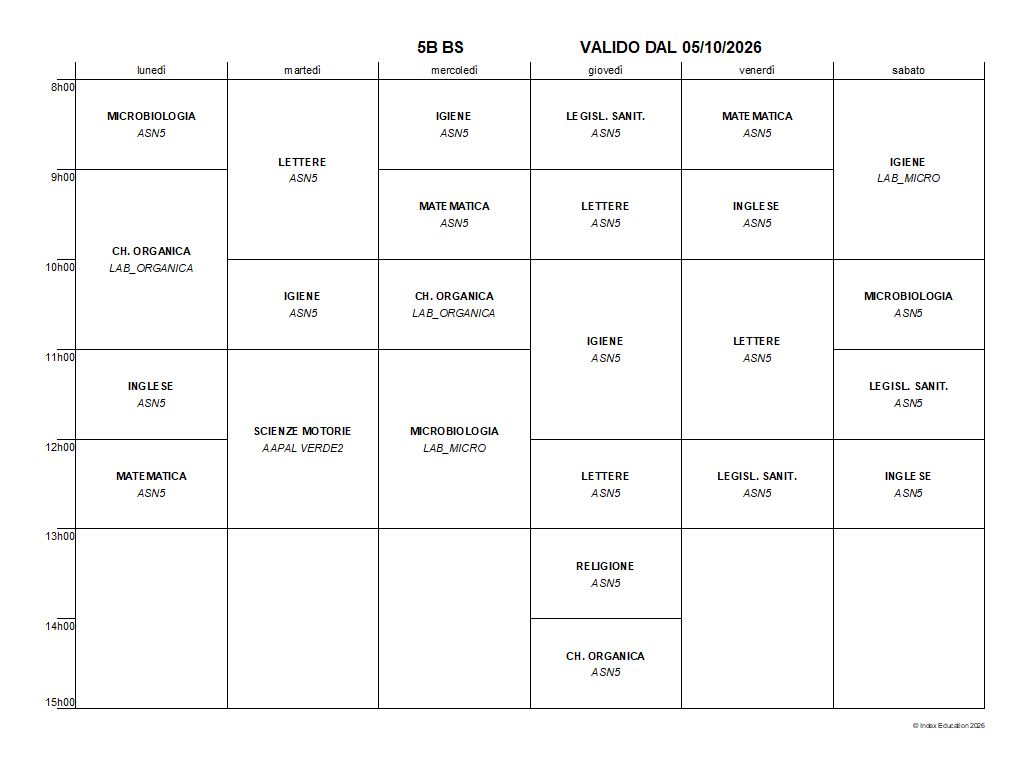 5B BS VALIDO DAL 05/10/2026
lunedì martedì mercoledì giovedì venerdì sabato
8h00
MICROBIOLOGIA
ASN5
LETTERE
ASN5
IGIENE
ASN5
LEGISL. SANIT.
ASN5
MATEMATICA
ASN5
IGIENE
LAB_MICRO
9h00
CH. ORGANICA
LAB_ORGANICA
MATEMATICA
ASN5
LETTERE
ASN5
INGLESE
ASN5
10h00
IGIENE
ASN5
CH. ORGANICA
LAB_ORGANICA
IGIENE
ASN5
LETTERE
ASN5
MICROBIOLOGIA
ASN5
11h00
INGLESE
ASN5
SCIENZE MOTORIE
AAPAL VERDE2
MICROBIOLOGIA
LAB_MICRO
LEGISL. SANIT.
ASN5
12h00
MATEMATICA
ASN5
LETTERE
ASN5
LEGISL. SANIT.
ASN5
INGLESE
ASN5
13h00
RELIGIONE
ASN5
14h00
CH. ORGANICA
ASN5
15h00
© Index Education 2026